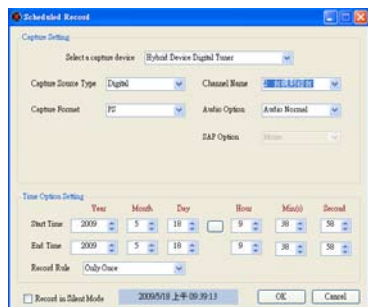 Scheduled Record
Capture Setting
Select a capture device Hybrid Device Digital Tuner
Capture Source Type Digital Channel Name
Capture Format PS Audio Option Audio Normal
SAP Option
Time Option Setting
Year Month Day Hour Min(s) Second
Start Time 2009 5 18 9 38 58
End Time 2009 5 18 9 38 58
Record Rule Only Once
Record in Silent Mode 2009/5/18 上午 09:39:13 OK Cancel